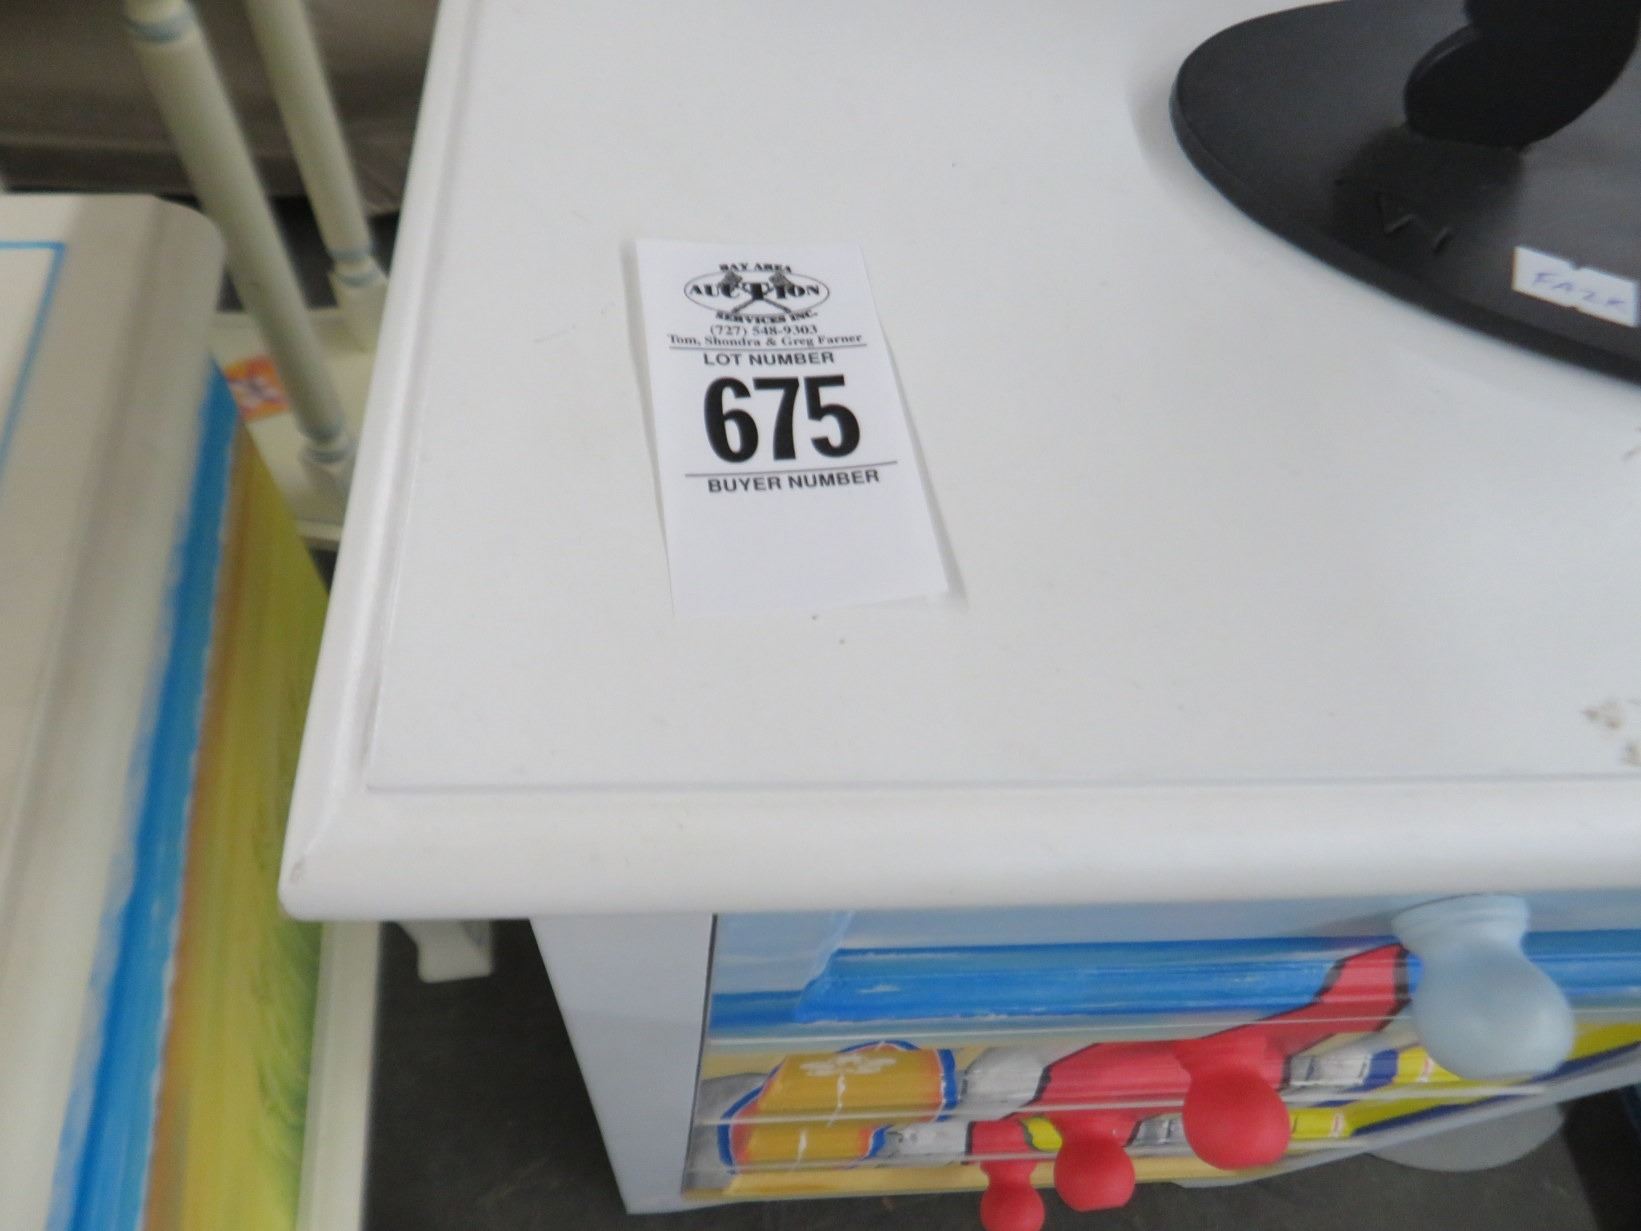 BAY AREA
AUCTION
SERVICES INC.
(727) 548-9303
Tom, Shondra & Greg Farner
LOT NUMBER
675
BUYER NUMBER